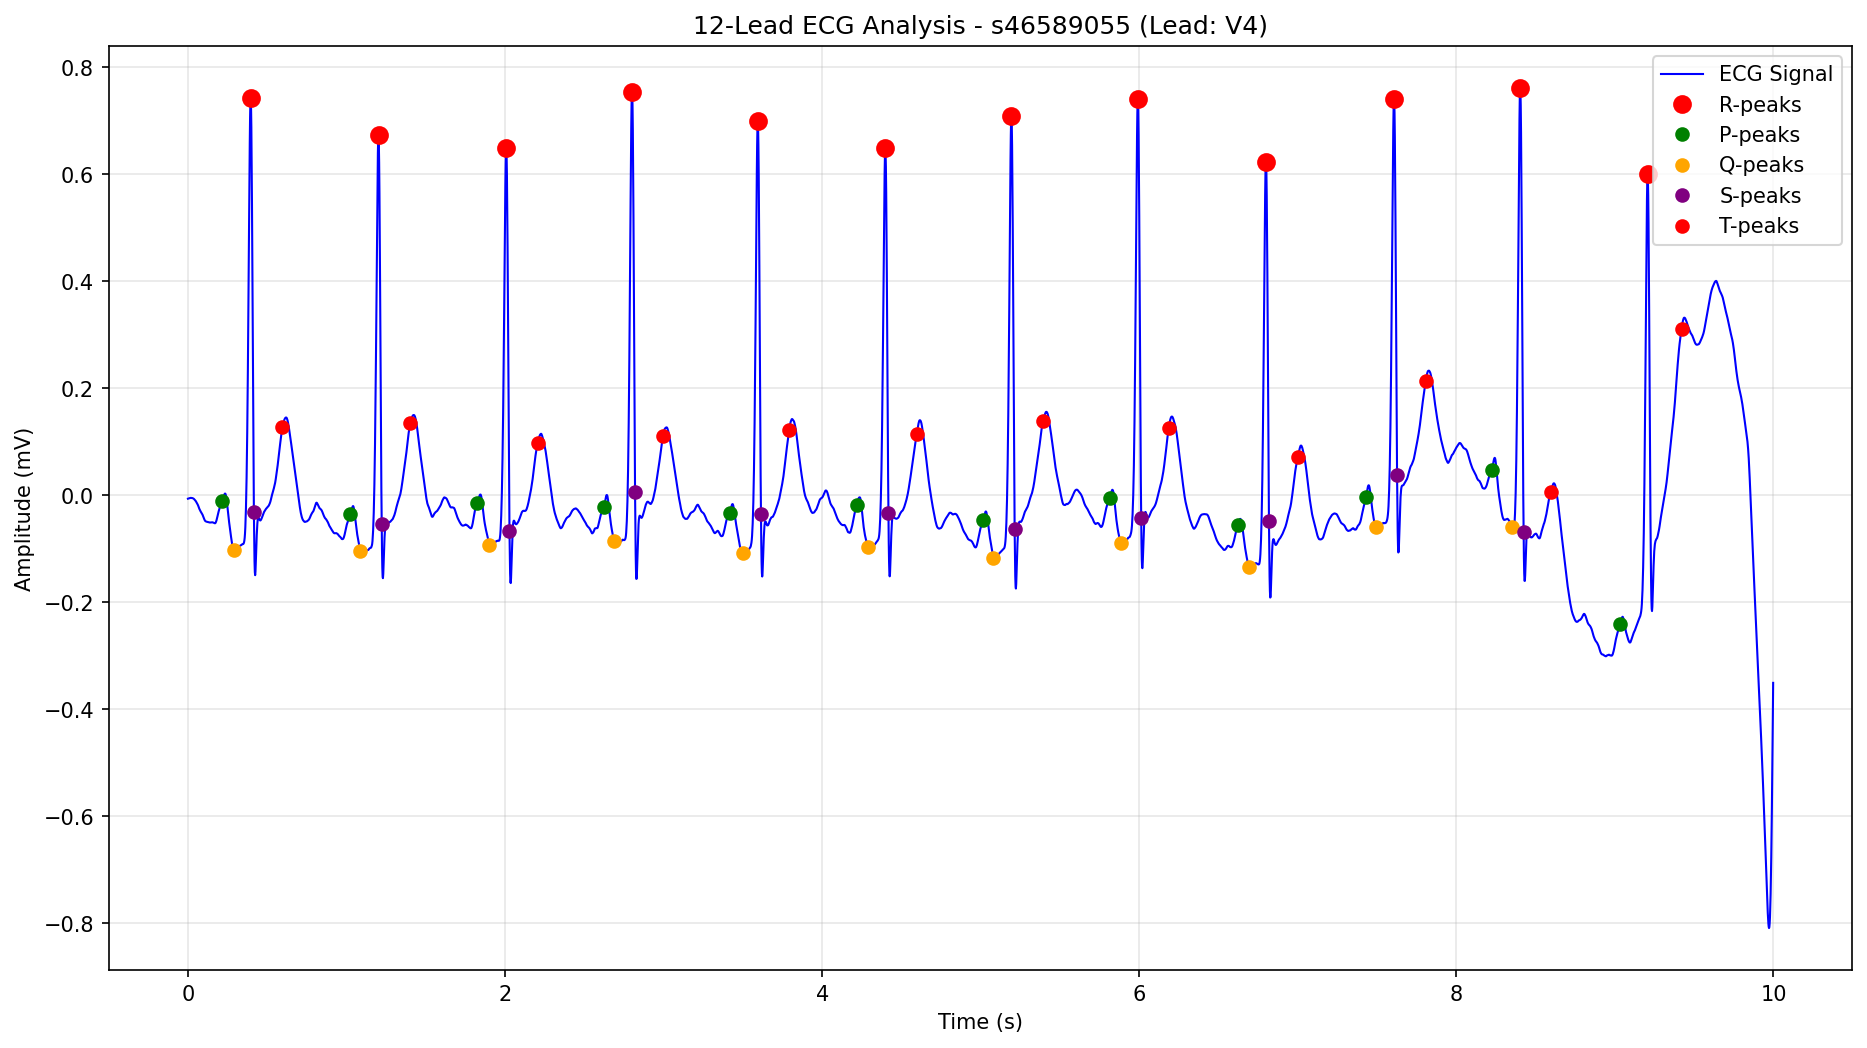 12-Lead ECG Analysis - s46589055 (Lead: V4)
ECG Signal
R-peaks
P-peaks
Q-peaks
S-peaks
T-peaks
Amplitude (mV)
0.8
0.6
0.4
0.2
0.0
−0.2
−0.4
−0.6
−0.8
0 2 4 6 8 10
Time (s)